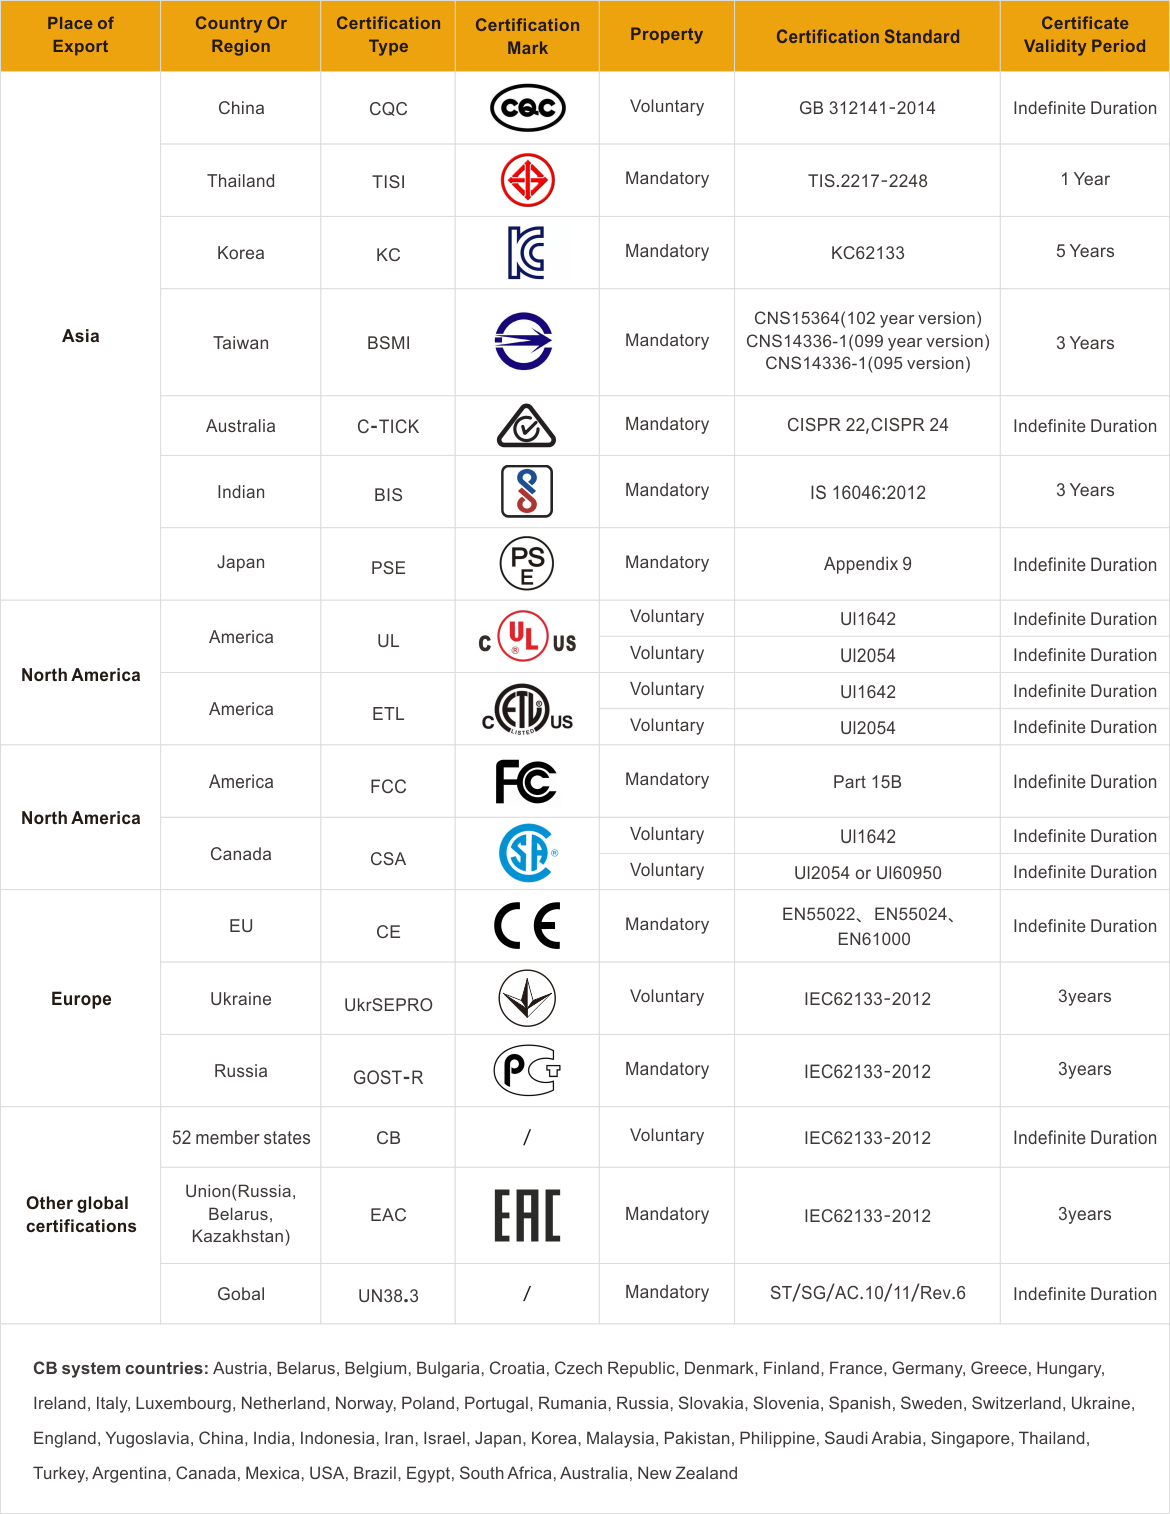 Place of Export
Country Or Region
Certification Type
Certification Mark
Property
Certification Standard
Certificate Validity Period
Asia
China
CQC
CQC
Voluntary
GB 312141-2014
Indefinite Duration
Thailand
TISI
Mandatory
TIS.2217-2248
1 Year
Korea
KC
KC
Mandatory
KC62133
5 Years
Taiwan
BSMI
Mandatory
CNS15364(102 year version)
CNS14336-1(099 year version)
CNS14336-1(095 version)
3 Years
Australia
C-TICK
Mandatory
CISPR 22,CISPR 24
Indefinite Duration
Indian
BIS
Mandatory
IS 16046:2012
3 Years
Japan
PSE
PS
E
Mandatory
Appendix 9
Indefinite Duration
North America
America
UL
C UL ® US
Voluntary
Ul1642
Indefinite Duration
Voluntary
Ul2054
Indefinite Duration
America
ETL
C ETL ® US
LISTED
Voluntary
Ul1642
Indefinite Duration
Voluntary
Ul2054
Indefinite Duration
North America
America
FCC
FCC
Mandatory
Part 15B
Indefinite Duration
Canada
CSA
CSA ®
Voluntary
Ul1642
Indefinite Duration
Voluntary
Ul2054 or Ul60950
Indefinite Duration
Europe
EU
CE
CE
Mandatory
EN55022、EN55024、
EN61000
Indefinite Duration
Ukraine
UkrSEPRO
Voluntary
IEC62133-2012
3years
Russia
GOST-R
PCT
Mandatory
IEC62133-2012
3years
Other global
certifications
52 member states
CB
/
Voluntary
IEC62133-2012
Indefinite Duration
Union(Russia,
Belarus,
Kazakhstan)
EAC
EAC
Mandatory
IEC62133-2012
3years
Gobal
UN38.3
/
Mandatory
ST/SG/AC.10/11/Rev.6
Indefinite Duration
CB system countries: Austria, Belarus, Belgium, Bulgaria, Croatia, Czech Republic, Denmark, Finland, France, Germany, Greece, Hungary,
Ireland, Italy, Luxembourg, Netherland, Norway, Poland, Portugal, Rumania, Russia, Slovakia, Slovenia, Spanish, Sweden, Switzerland, Ukraine,
England, Yugoslavia, China, India, Indonesia, Iran, Israel, Japan, Korea, Malaysia, Pakistan, Philippine, Saudi Arabia, Singapore, Thailand,
Turkey, Argentina, Canada, Mexica, USA, Brazil, Egypt, South Africa, Australia, New Zealand